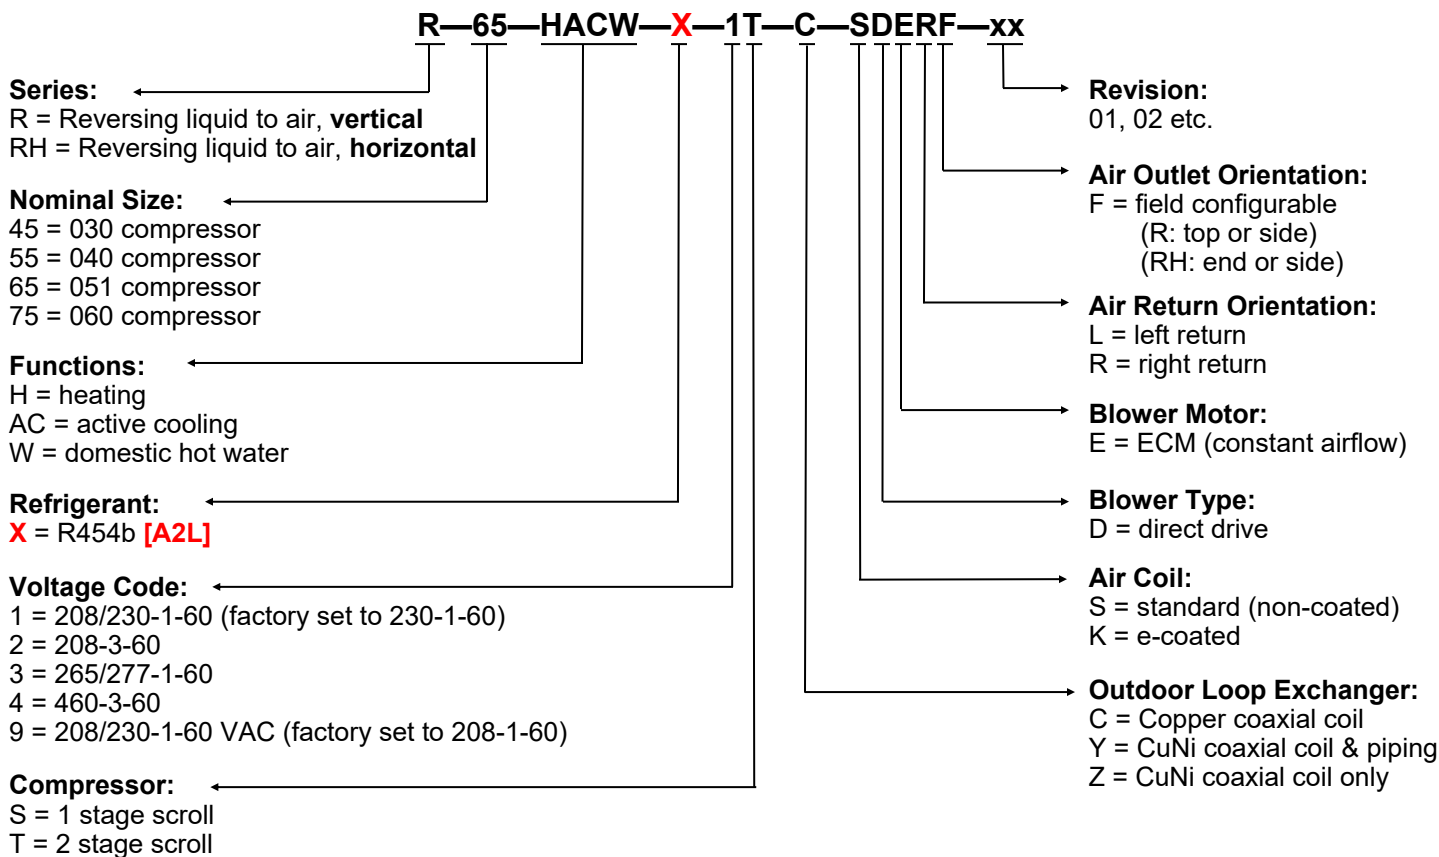 R—65—HACW—X—1T—C—SDERF—xx
Series:
R = Reversing liquid to air, vertical
RH = Reversing liquid to air, horizontal
Nominal Size:
45 = 030 compressor
55 = 040 compressor
65 = 051 compressor
75 = 060 compressor
Functions:
H = heating
AC = active cooling
W = domestic hot water
Refrigerant:
X = R454b [A2L]
Voltage Code:
1 = 208/230-1-60 (factory set to 230-1-60)
2 = 208-3-60
3 = 265/277-1-60
4 = 460-3-60
9 = 208/230-1-60 VAC (factory set to 208-1-60)
Compressor:
S = 1 stage scroll
T = 2 stage scroll
Revision:
01, 02 etc.
Air Outlet Orientation:
F = field configurable
(R: top or side)
(RH: end or side)
Air Return Orientation:
L = left return
R = right return
Blower Motor:
E = ECM (constant airflow)
Blower Type:
D = direct drive
Air Coil:
S = standard (non-coated)
K = e-coated
Outdoor Loop Exchanger:
C = Copper coaxial coil
Y = CuNi coaxial coil & piping
Z = CuNi coaxial coil only